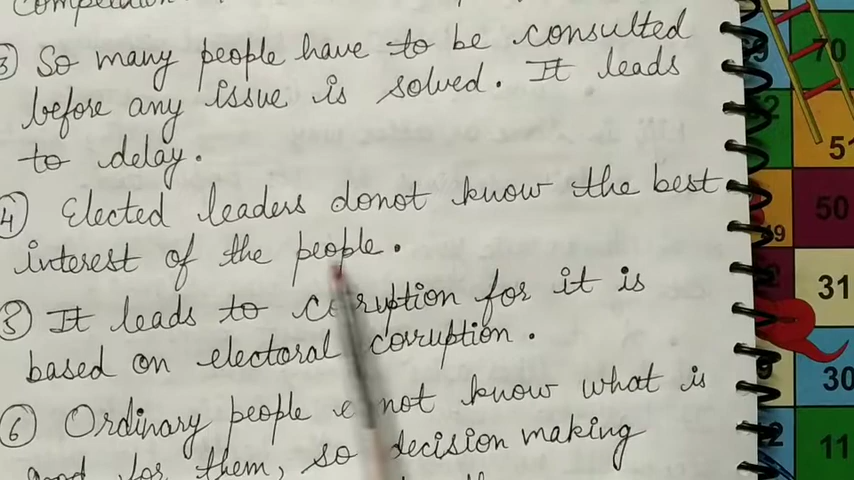 ③ So many people have to be consulted
before any issue is solved. It leads
to delay.
④ Elected leaders donot know the best
interest of the people.
⑤ It leads to corruption for it is
based on electoral corruption.
⑥ Ordinary people not know what is
good for them, so decision making
70
51
50
49
31
30
11